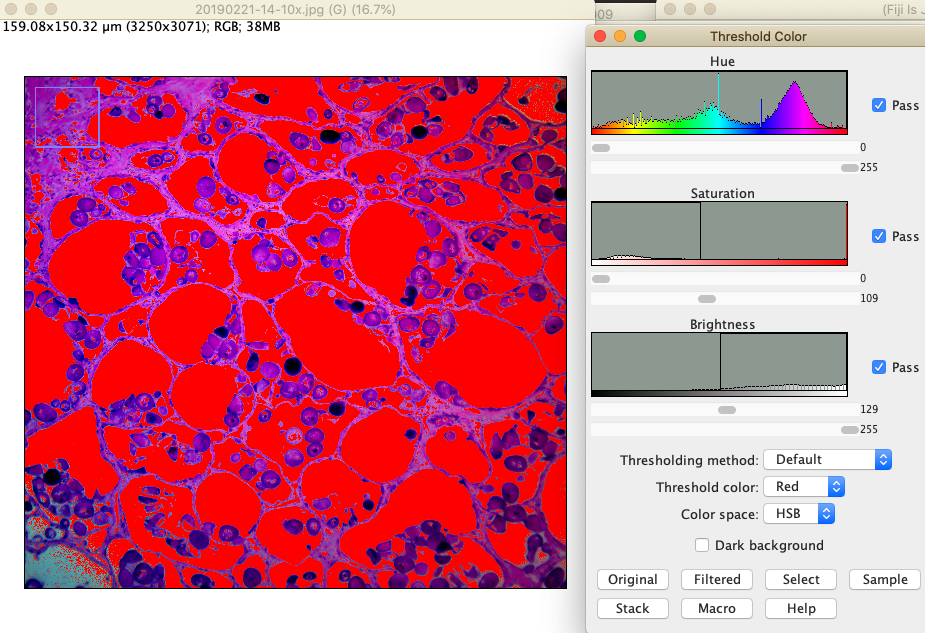 20190221-14-10x.jpg (G) (16.7%)
009
(Fiji Is
159.08x150.32 µm (3250x3071); RGB; 38MB
Threshold Color
Hue
Pass
0
255
Saturation
Pass
0
109
Brightness
Pass
129
255
Thresholding method: Default
Threshold color: Red
Color space: HSB
Dark background
Original Filtered Select Sample
Stack Macro Help